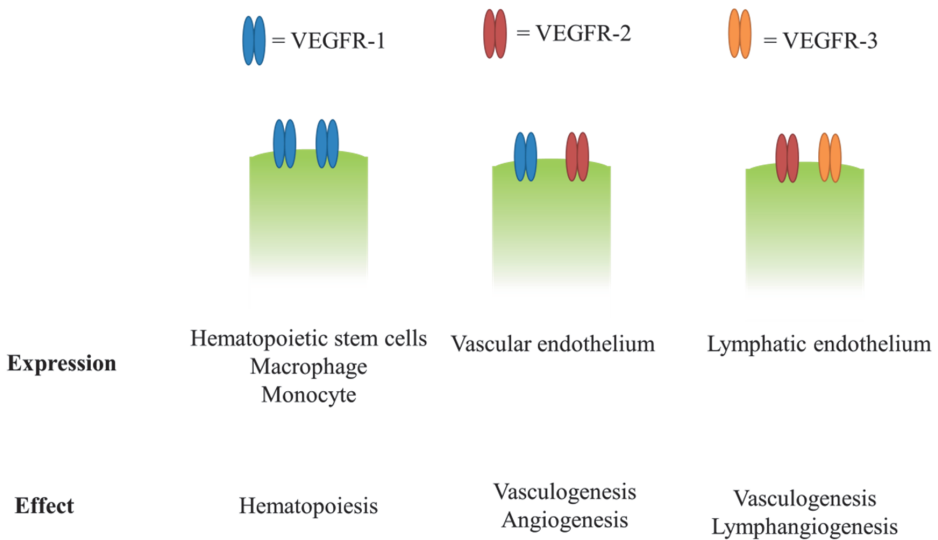 = VEGFR-1
= VEGFR-2
= VEGFR-3
Expression
Hematopoietic stem cells
Macrophage
Monocyte
Vascular endothelium
Lymphatic endothelium
Effect
Hematopoiesis
Vasculogenesis
Angiogenesis
Vasculogenesis
Lymphangiogenesis